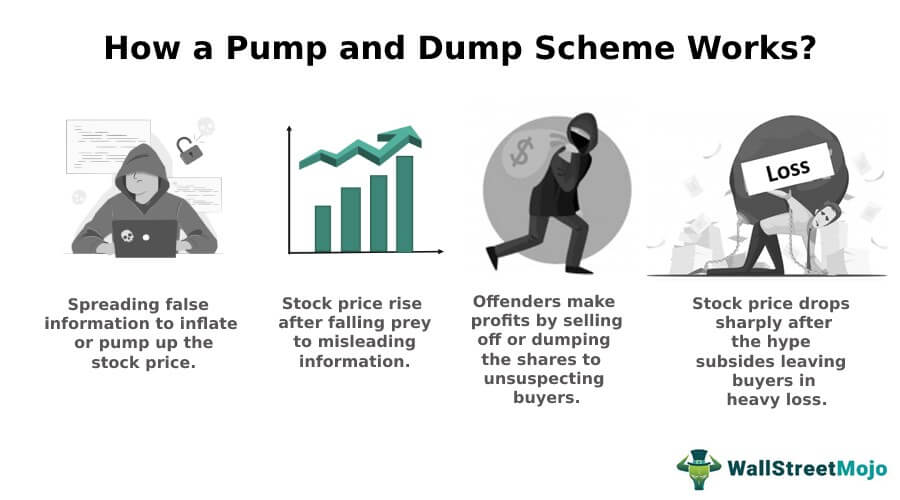 How a Pump and Dump Scheme Works?
$
Loss
Spreading false
information to inflate
or pump up the
stock price.
Stock price rise
after falling prey
to misleading
information.
Offenders make
profits by selling
off or dumping
the shares to
unsuspecting
buyers.
Stock price drops
sharply after
the hype
subsides leaving
buyers in
heavy loss.
WallStreetMojo